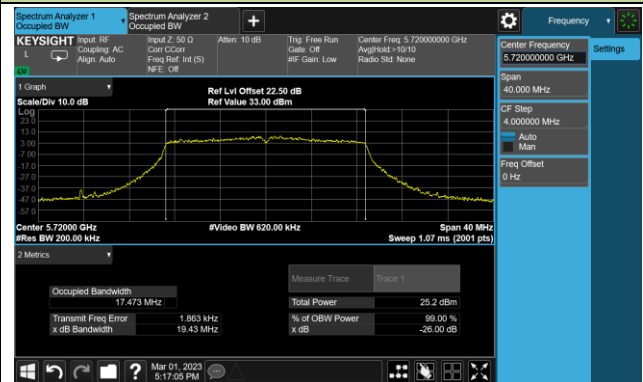 Spectrum Analyzer 1
Occupied BW
Spectrum Analyzer 2
Occupied BW
+
Frequency
KEYSIGHT
L
Input: RF
Coupling: AC
Align: Auto
Input Z: 50 Ω
Corr CCorr
Freq Ref: Int (S)
NFE: Off
Atten: 10 dB
Trig: Free Run
Gate: Off
#IF Gain: Low
Center Freq: 5.720000000 GHz
Avg|Hold:>10/10
Radio Std: None
Center Frequency
5.720000000 GHz
Settings
Span
40.000 MHz
CF Step
4.000000 MHz
Auto
Man
Freq Offset
0 Hz
1 Graph
Scale/Div 10.0 dB
Ref Lvl Offset 22.50 dB
Ref Value 33.00 dBm
Log
23.0
13.0
3.00
-7.00
-17.0
-27.0
-37.0
-47.0
-57.0
Center 5.72000 GHz
#Res BW 200.00 kHz
#Video BW 620.00 kHz
Span 40 MHz
Sweep 1.07 ms (2001 pts)
2 Metrics
Measure Trace
Trace 1
Occupied Bandwidth
17.473 MHz
Total Power
25.2 dBm
Transmit Freq Error
1.863 kHz
% of OBW Power
99.00 %
x dB Bandwidth
19.43 MHz
x dB
-26.00 dB
?
Mar 01, 2023
5:17:05 PM